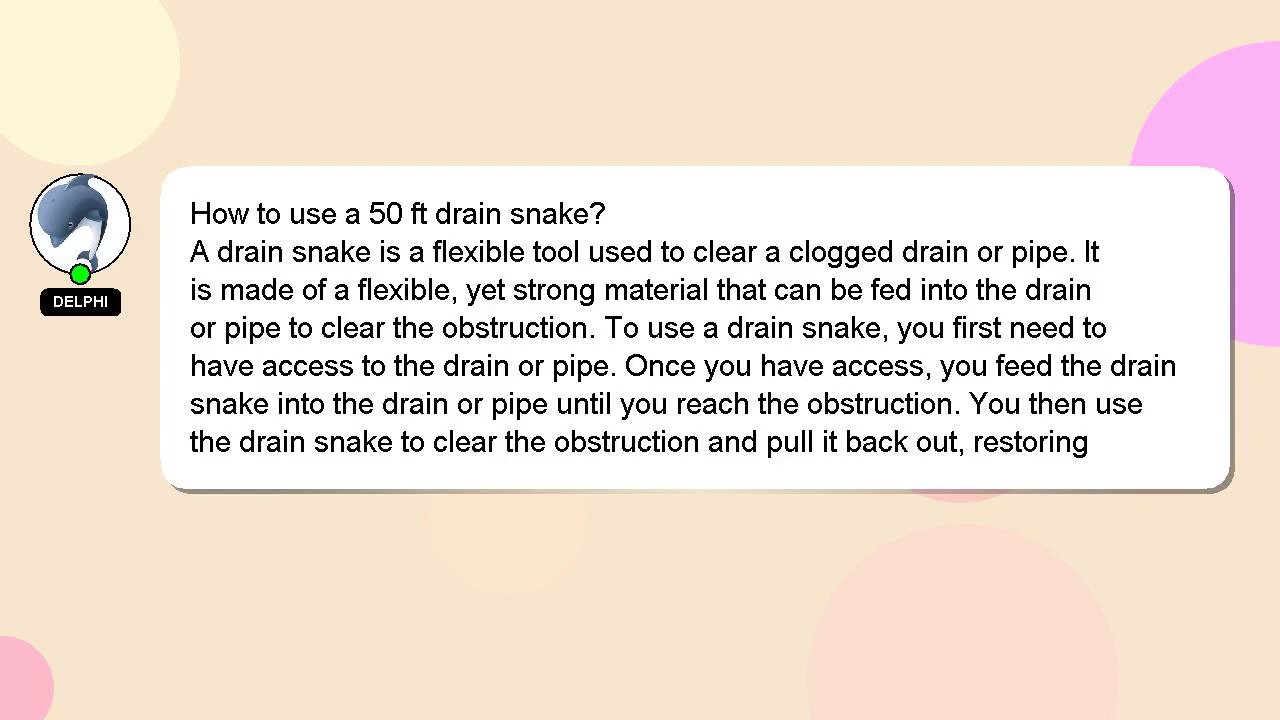 How to use a 50 ft drain snake?
A drain snake is a flexible tool used to clear a clogged drain or pipe. It
is made of a flexible, yet strong material that can be fed into the drain
or pipe to clear the obstruction. To use a drain snake, you first need to
have access to the drain or pipe. Once you have access, you feed the drain
snake into the drain or pipe until you reach the obstruction. You then use
the drain snake to clear the obstruction and pull it back out, restoring
DELPHI